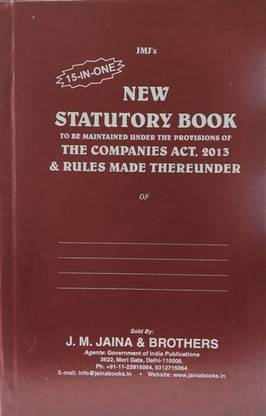 JMJ's
15-IN-ONE
NEW
STATUTORY BOOK
TO BE MAINTAINED UNDER THE PROVISIONS OF
THE COMPANIES ACT, 2013
& RULES MADE THEREUNDER
OF
Sold By:
J. M. JAINA & BROTHERS
Agents: Government of India Publications
3622, Mori Gate, Delhi-110006.
Ph. +91-11-23915064, 9312715064
E-mail: info@jainabooks.in • Website: www.jainabooks.in